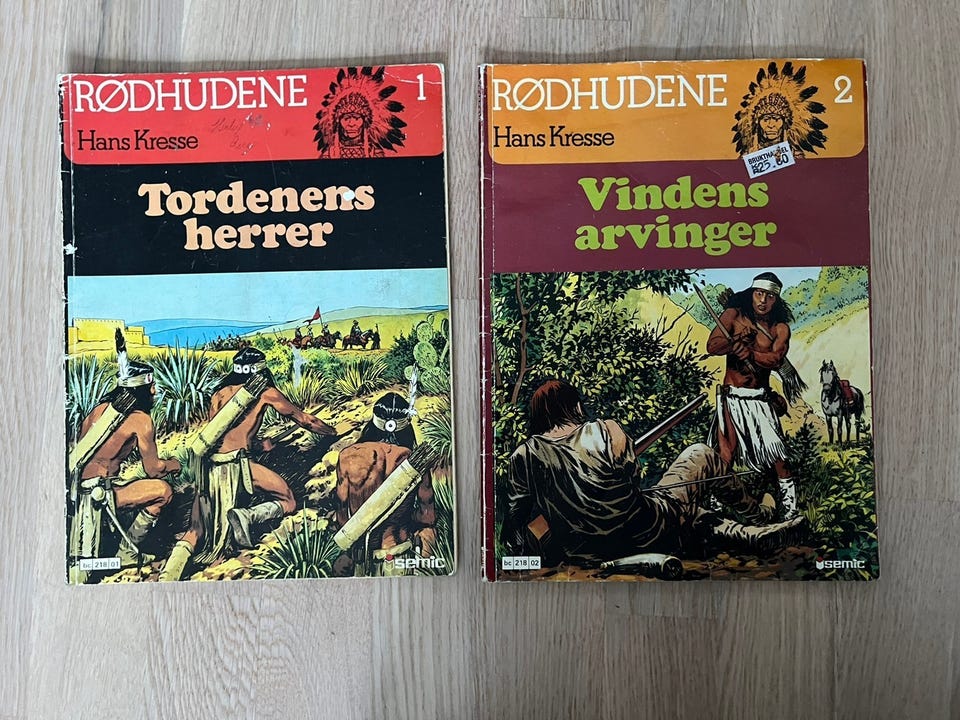 RØDHUDENE
1
Hans Kresse
Tordenens
herrer
bc 218 01
semic
RØDHUDENE
2
Hans Kresse
Vindens
arvinger
bc 218 02
semic